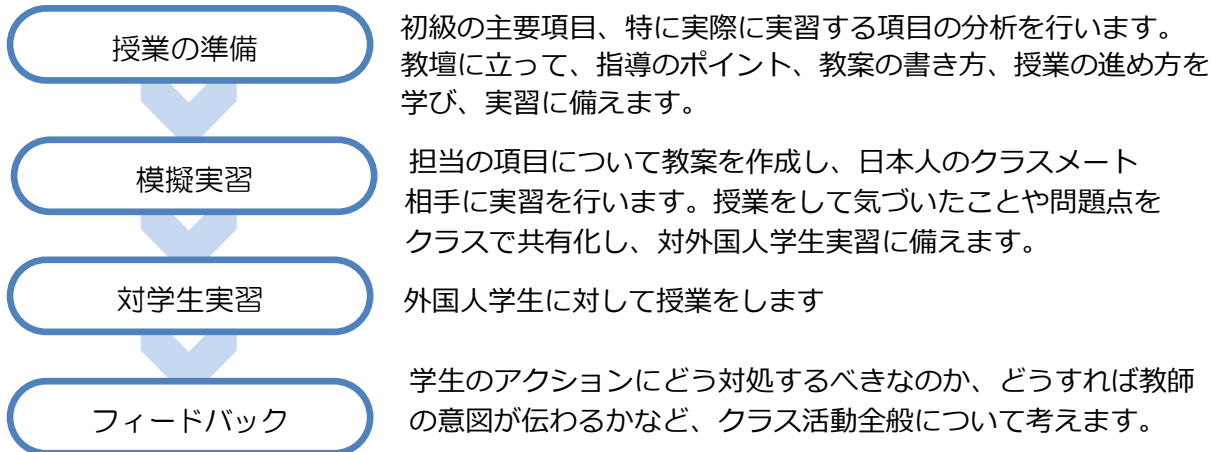 授業の準備
初級の主要項目、特に実際に実習する項目の分析を行います。
教壇に立って、指導のポイント、教案の書き方、授業の進め方を
学び、実習に備えます。
模擬実習
担当の項目について教案を作成し、日本人のクラスメート
相手に実習を行います。授業をして気づいたことや問題点を
クラスで共有化し、対外国人学生実習に備えます。
対学生実習
外国人学生に対して授業をします
フィードバック
学生のアクションにどう対処するべきなのか、どうすれば教師
の意図が伝わるかなど、クラス活動全般について考えます。